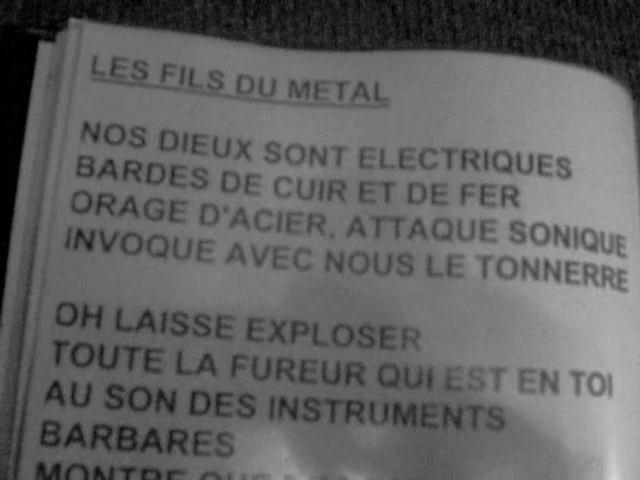 LES FILS DU METAL
NOS DIEUX SONT ELECTRIQUES
BARDES DE CUIR ET DE FER
ORAGE D'ACIER, ATTAQUE SONIQUE
INVOQUE AVEC NOUS LE TONNERRE
OH LAISSE EXPLOSER
TOUTE LA FUREUR QUI EST EN TOI
AU SON DES INSTRUMENTS
BARBARES
MONTRE QUE